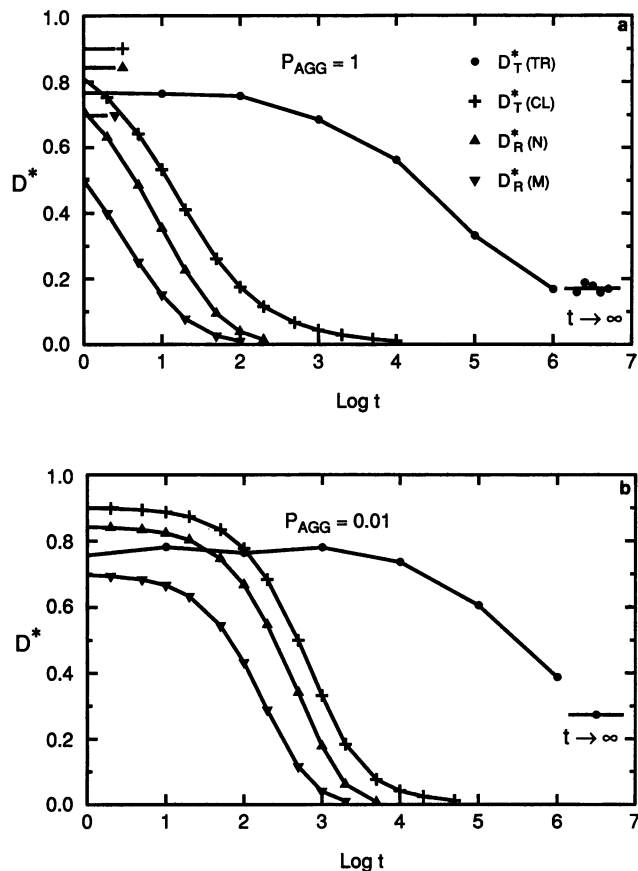 a
1.0
0.8
0.6
0.4
0.2
0.0
D*
P_AGG = 1
D*_T (TR)
D*_T (CL)
D*_R (N)
D*_R (M)
t → ∞
0 1 2 3 4 5 6 7
Log t
b
1.0
0.8
0.6
0.4
0.2
0.0
D*
P_AGG = 0.01
t → ∞
0 1 2 3 4 5 6 7
Log t